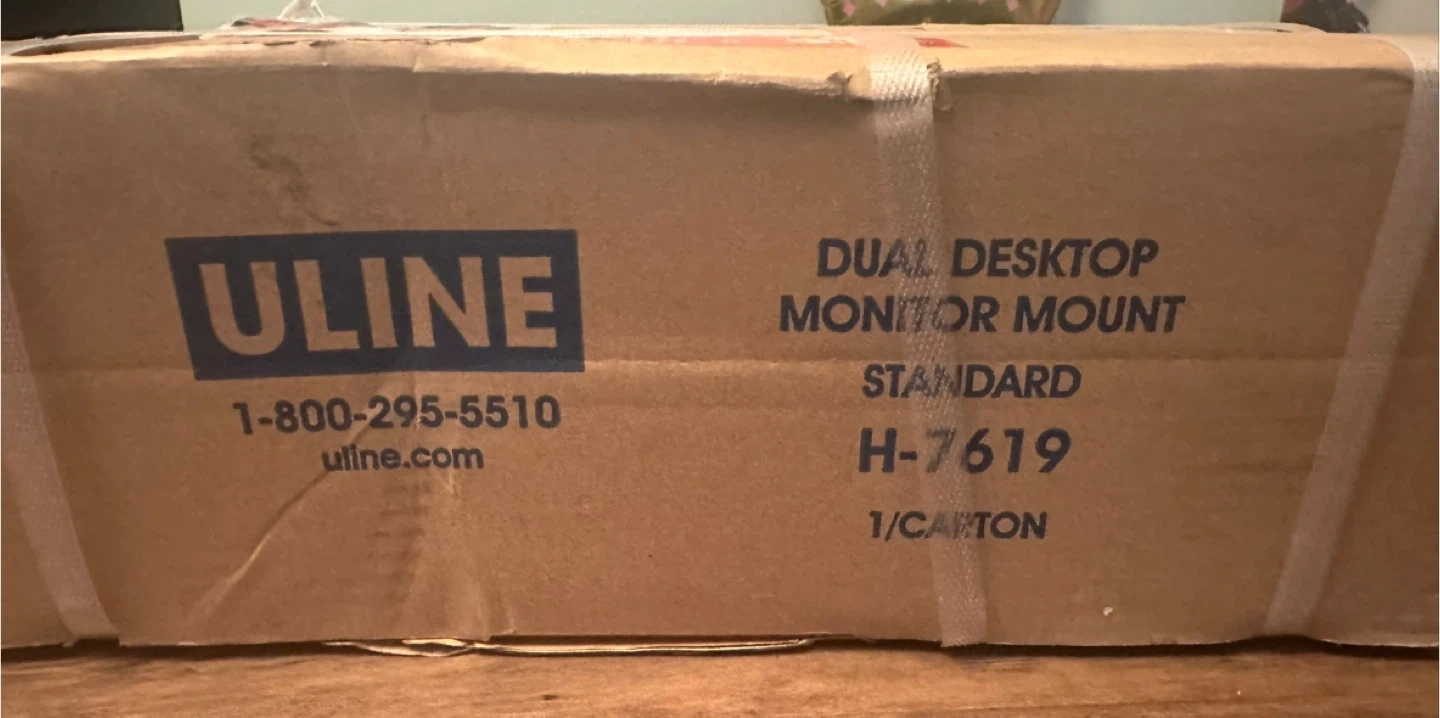 ULINE
1-800-295-5510
uline.com
DUAL DESKTOP
MONITOR MOUNT
STANDARD
H-7619
1/CARTON